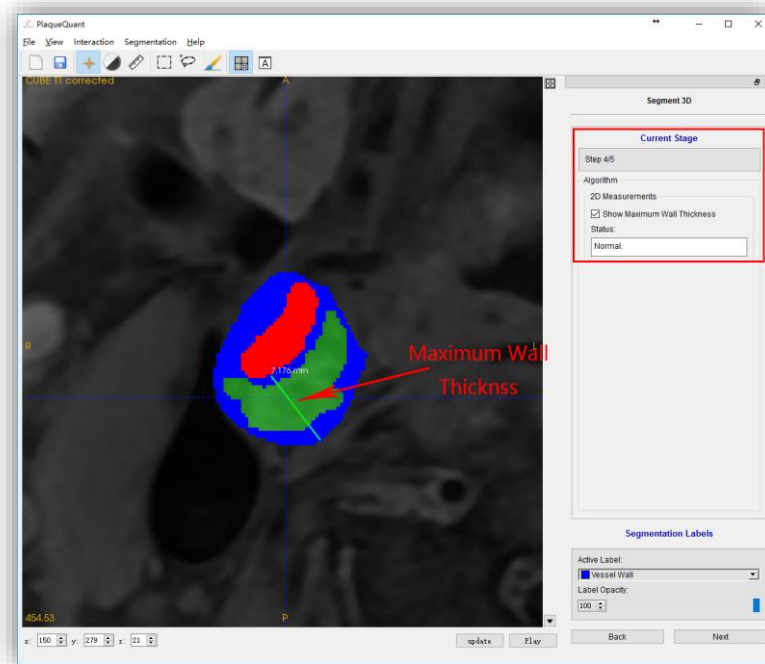 PlaqueQuant
File View Interaction Segmentation Help
A
CUBE T1 corrected
A
R
L
P
454.53
7.176 mm
Maximum Wall
Thicknss
x: 150 y: 279 z: 21
update Play
Segment 3D
Current Stage
Step 4/5
Algorithm
2D Measurements
Show Maximum Wall Thickness
Status:
Normal.
Segmentation Labels
Active Label:
Vessel Wall
Label Opacity:
100
Back Next